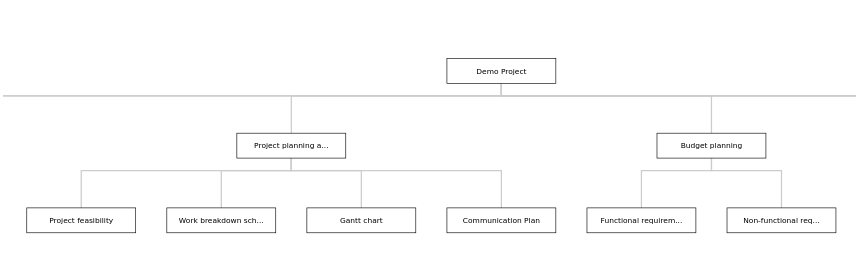 Demo Project
Project planning a...
Budget planning
Project feasibility
Work breakdown sch...
Gantt chart
Communication Plan
Functional requirem...
Non-functional req...